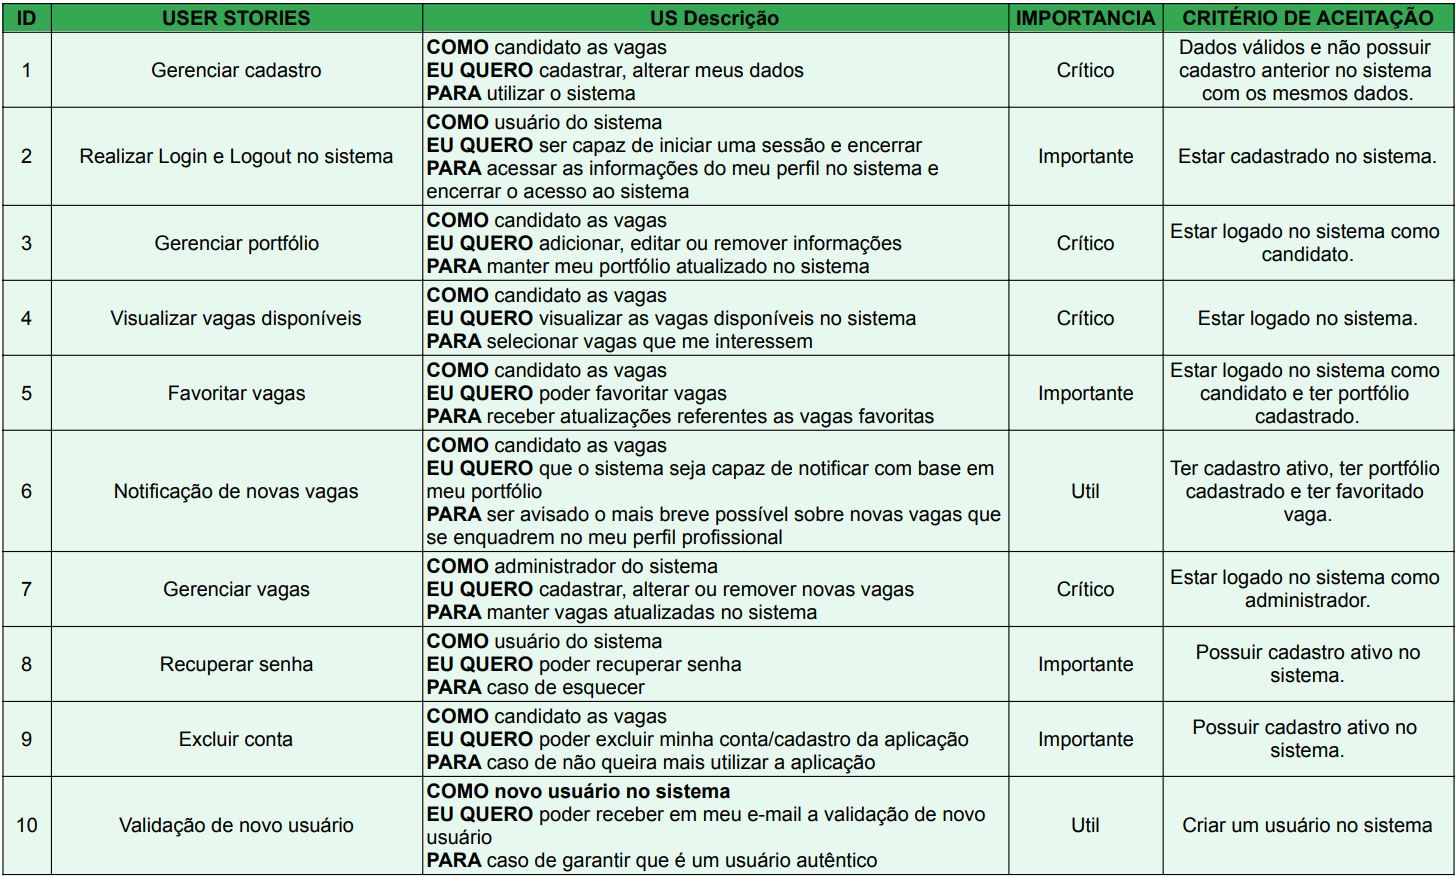 ID USER STORIES US Descrição IMPORTANCIA CRITÉRIO DE ACEITAÇÃO
1
Gerenciar cadastro
COMO candidato as vagas
EU QUERO cadastrar, alterar meus dados
PARA utilizar o sistema
Crítico
Dados válidos e não possuir
cadastro anterior no sistema
com os mesmos dados.
2
Realizar Login e Logout no sistema
COMO usuário do sistema
EU QUERO ser capaz de iniciar uma sessão e encerrar
PARA acessar as informações do meu perfil no sistema e
encerrar o acesso ao sistema
Importante
Estar cadastrado no sistema.
3
Gerenciar portfólio
COMO candidato as vagas
EU QUERO adicionar, editar ou remover informações
PARA manter meu portfólio atualizado no sistema
Crítico
Estar logado no sistema como
candidato.
4
Visualizar vagas disponíveis
COMO candidato as vagas
EU QUERO visualizar as vagas disponíveis no sistema
PARA selecionar vagas que me interessem
Crítico
Estar logado no sistema.
5
Favoritar vagas
COMO candidato as vagas
EU QUERO poder favoritar vagas
PARA receber atualizações referentes as vagas favoritas
Importante
Estar logado no sistema como
candidato e ter portfólio
cadastrado.
6
Notificação de novas vagas
COMO candidato as vagas
EU QUERO que o sistema seja capaz de notificar com base em
meu portfólio
PARA ser avisado o mais breve possível sobre novas vagas que
se enquadrem no meu perfil profissional
Util
Ter cadastro ativo, ter portfólio
cadastrado e ter favoritado
vaga.
7
Gerenciar vagas
COMO administrador do sistema
EU QUERO cadastrar, alterar ou remover novas vagas
PARA manter vagas atualizadas no sistema
Crítico
Estar logado no sistema como
administrador.
8
Recuperar senha
COMO usuário do sistema
EU QUERO poder recuperar senha
PARA caso de esquecer
Importante
Possuir cadastro ativo no
sistema.
9
Excluir conta
COMO candidato as vagas
EU QUERO poder excluir minha conta/cadastro da aplicação
PARA caso de não queira mais utilizar a aplicação
Importante
Possuir cadastro ativo no
sistema.
10
Validação de novo usuário
COMO novo usuário no sistema
EU QUERO poder receber em meu e-mail a validação de novo
usuário
PARA caso de garantir que é um usuário autêntico
Util
Criar um usuário no sistema